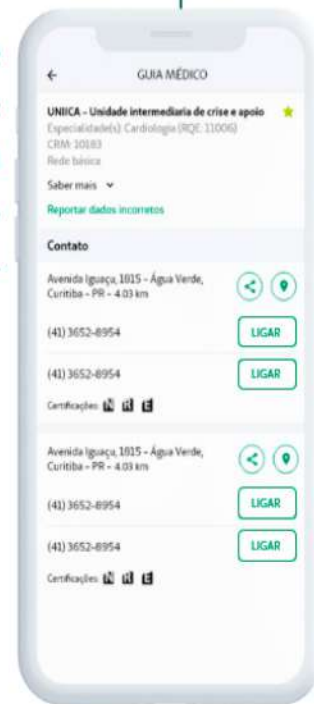 GUIA MÉDICO
UNIICA – Unidade intermediaria de crise e apoio
Especialidade(s): Cardiologia (RQE: 11006)
CRM: 10183
Rede básica
Saber mais
Reportar dados incorretos
Contato
Avenida Iguaçu, 1815 – Água Verde,
Curitiba – PR – 4.03 km
(41) 3652-8954 LIGAR
(41) 3652-8954 LIGAR
Certificações N R E
Avenida Iguaçu, 1815 – Água Verde,
Curitiba – PR – 4.03 km
(41) 3652-8954 LIGAR
(41) 3652-8954 LIGAR
Certificações N R E